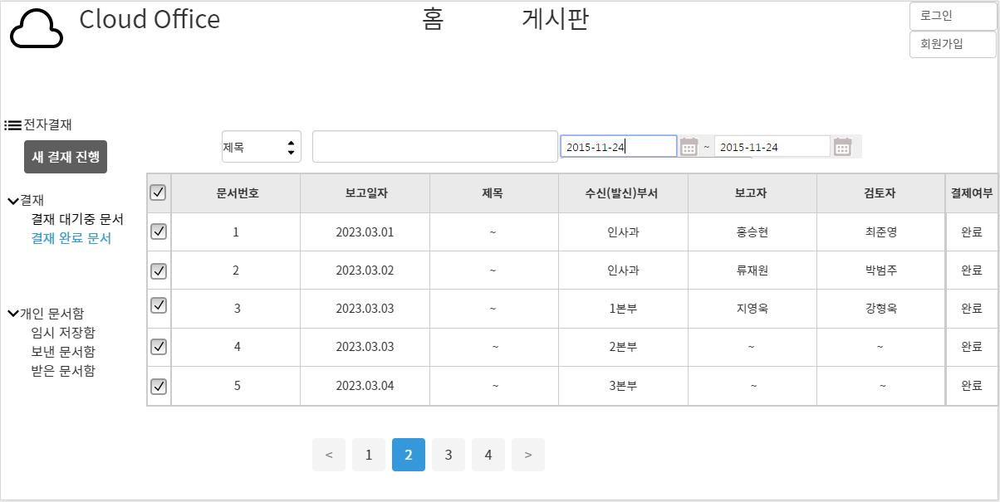 Cloud Office 홈 게시판
로그인
회원가입
전자결재
새 결재 진행
제목 2015-11-24 ~ 2015-11-24
결재
결재 대기중 문서
결재 완료 문서
개인 문서함
임시 저장함
보낸 문서함
받은 문서함
문서번호 보고일자 제목 수신(발신)부서 보고자 검토자 결제여부
1 2023.03.01 ~ 인사과 홍승현 최준영 완료
2 2023.03.02 ~ 인사과 류재원 박범주 완료
3 2023.03.03 ~ 1본부 지영욱 강형욱 완료
4 2023.03.03 ~ 2본부 ~ ~ 완료
5 2023.03.04 ~ 3본부 ~ ~ 완료
< 1 2 3 4 >